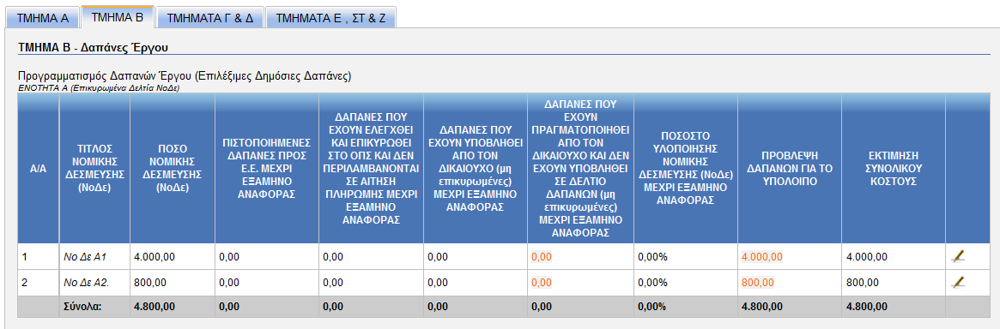 ΤΜΗΜΑ Α ΤΜΗΜΑ Β ΤΜΗΜΑΤΑ Γ & Δ ΤΜΗΜΑΤΑ Ε , ΣΤ & Ζ
ΤΜΗΜΑ Β - Δαπάνες Έργου
Προγραμματισμός Δαπανών Έργου (Επιλέξιμες Δημόσιες Δαπάνες)
ΕΝΟΤΗΤΑ Α (Επικυρωμένα Δελτία ΝοΔε)
Α/Α
ΤΙΤΛΟΣ
ΝΟΜΙΚΗΣ
ΔΕΣΜΕΥΣΗΣ
(ΝοΔε)
ΠΟΣΟ
ΝΟΜΙΚΗΣ
ΔΕΣΜΕΥΣΗΣ
(ΝοΔε)
ΠΙΣΤΟΠΟΙΗΜΕΝΕΣ
ΔΑΠΑΝΕΣ ΠΡΟΣ
Ε.Ε. ΜΕΧΡΙ
ΕΞΑΜΗΝΟ
ΑΝΑΦΟΡΑΣ
ΔΑΠΑΝΕΣ ΠΟΥ
ΕΧΟΥΝ ΕΛΕΓΧΘΕΙ
ΚΑΙ ΕΠΙΚΥΡΩΘΕΙ
ΣΤΟ ΟΠΣ ΚΑΙ ΔΕΝ
ΠΕΡΙΛΑΜΒΑΝΟΝΤΑΙ
ΣΕ ΑΙΤΗΣΗ
ΠΛΗΡΩΜΗΣ ΜΕΧΡΙ
ΕΞΑΜΗΝΟ
ΑΝΑΦΟΡΑΣ
ΔΑΠΑΝΕΣ ΠΟΥ
ΕΧΟΥΝ ΥΠΟΒΛΗΘΕΙ
ΑΠΟ ΤΟΝ
ΔΙΚΑΙΟΥΧΟ (μη
επικυρωμένες)
ΜΕΧΡΙ ΕΞΑΜΗΝΟ
ΑΝΑΦΟΡΑΣ
ΔΑΠΑΝΕΣ ΠΟΥ
ΕΧΟΥΝ
ΠΡΑΓΜΑΤΟΠΟΙΗΘΕΙ
ΑΠΟ ΤΟΝ
ΔΙΚΑΙΟΥΧΟ ΚΑΙ ΔΕΝ
ΕΧΟΥΝ ΥΠΟΒΛΗΘΕΙ
ΣΕ ΔΕΛΤΙΟ
ΔΑΠΑΝΩΝ (μη
επικυρωμένες)
ΜΕΧΡΙ ΕΞΑΜΗΝΟ
ΑΝΑΦΟΡΑΣ
ΠΟΣΟΣΤΟ
ΥΛΟΠΟΙΗΣΗΣ
ΝΟΜΙΚΗΣ
ΔΕΣΜΕΥΣΗΣ (ΝοΔε)
ΜΕΧΡΙ ΕΞΑΜΗΝΟ
ΑΝΑΦΟΡΑΣ
ΠΡΟΒΛΕΨΗ
ΔΑΠΑΝΩΝ ΓΙΑ ΤΟ
ΥΠΟΛΟΙΠΟ
ΕΚΤΙΜΗΣΗ
ΣΥΝΟΛΙΚΟΥ
ΚΟΣΤΟΥΣ
1 Νο Δε Α1 4.000,00 0,00 0,00 0,00 0,00 0,00% 4.000,00 4.000,00
2 Νο Δε Α2. 800,00 0,00 0,00 0,00 0,00 0,00% 800,00 800,00
Σύνολα: 4.800,00 0,00 0,00 0,00 0,00 0,00% 4.800,00 4.800,00